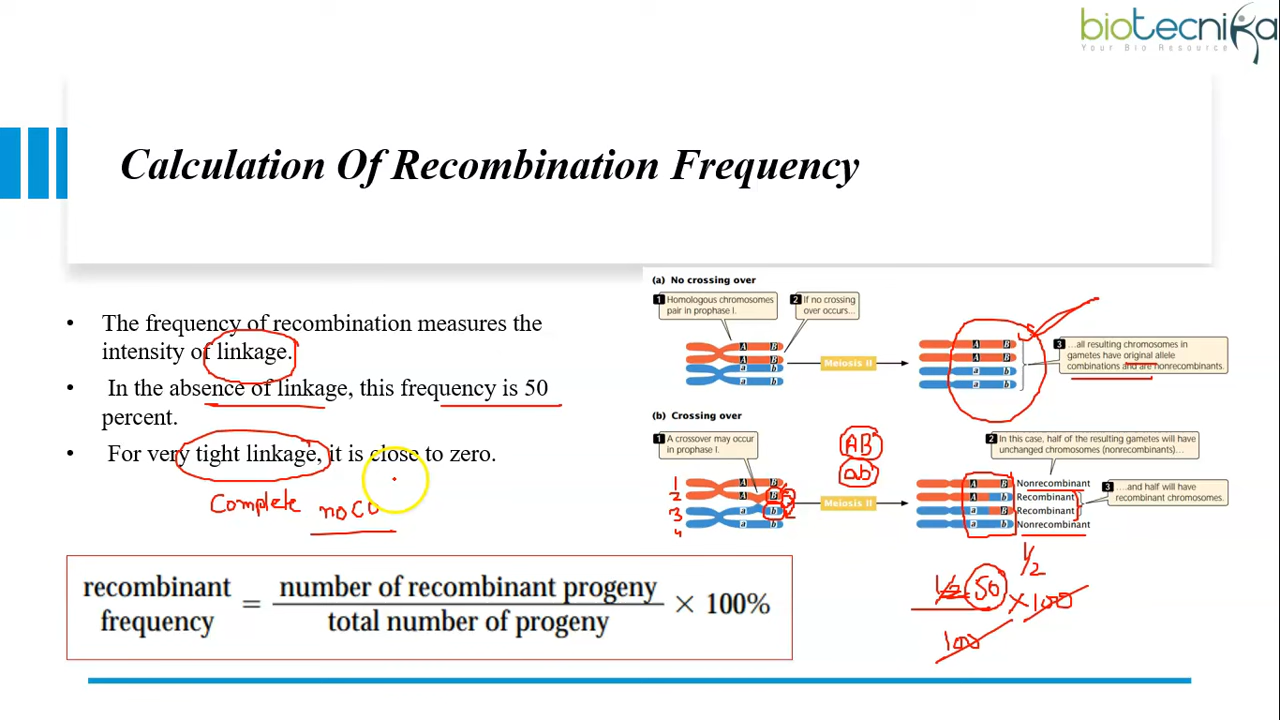 biotecnika
Your Bio Resource
Calculation Of Recombination Frequency
• The frequency of recombination measures the
intensity of linkage.
• In the absence of linkage, this frequency is 50
percent.
• For very tight linkage, it is close to zero.
Complete no CO
recombinant
frequency
=
number of recombinant progeny
total number of progeny
× 100%
(a) No crossing over
1 Homologous chromosomes
pair in prophase I.
2 If no crossing
over occurs...
A B
A B
a b
a b
Meiosis II
A B
A B
a b
a b
3 ...all resulting chromosomes in
gametes have original allele
combinations and are nonrecombinants.
(b) Crossing over
1 A crossover may occur
in prophase I.
1
2
3
4
A B
A B
a b
a b
AB
ab
Meiosis II
2 In this case, half of the resulting gametes will have
unchanged chromosomes (nonrecombinants)...
A B Nonrecombinant
A b Recombinant
a B Recombinant
a b Nonrecombinant
3 ...and half will have
recombinant chromosomes.
1/2
50 × 100
100